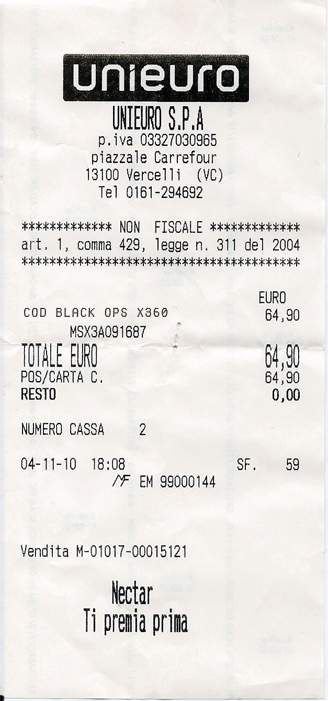 unieuro
UNIEURO S.P.A
p.iva 03327030965
piazzale Carrefour
13100 Vercelli (VC)
Tel 0161-294692
************* NON FISCALE *************
art. 1, comma 429, legge n. 311 del 2004
****************************************
EURO
COD BLACK OPS X360 64,90
MSX3A091687
TOTALE EURO 64,90
POS/CARTA C. 64,90
RESTO 0,00
NUMERO CASSA 2
04-11-10 18:08 SF. 59
MF EM 99000144
Vendita M-01017-00015121
Nectar
Ti premia prima